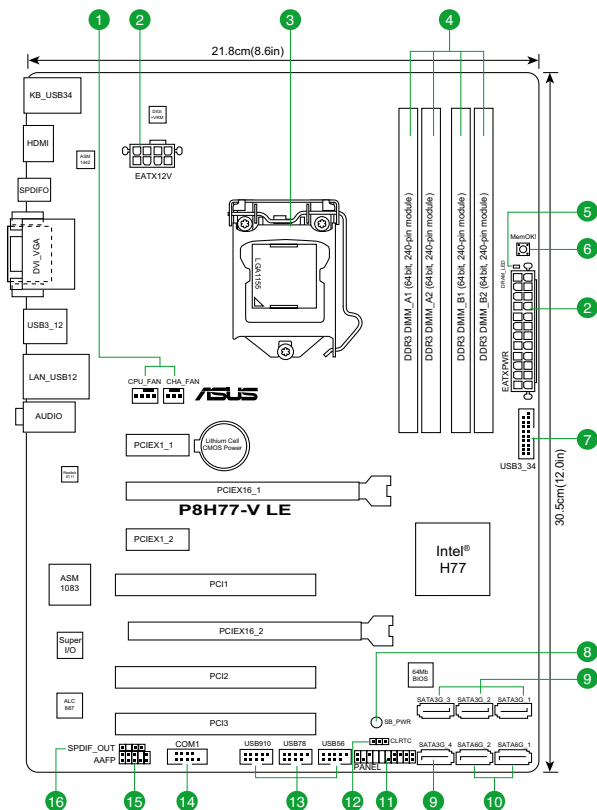 1
2
3
4
21.8cm(8.6in)
KB_USB34
DIGI
+VRM
HDMI
ASM
1442
EATX12V
SPDIFO
DVI_VGA
LGA1155
DDR3 DIMM_A1 (64bit, 240-pin module)
DDR3 DIMM_A2 (64bit, 240-pin module)
DDR3 DIMM_B1 (64bit, 240-pin module)
DDR3 DIMM_B2 (64bit, 240-pin module)
5
MemOK!
6
DRAM_LED
2
EATXPWR
USB3_12
LAN_USB12
AUDIO
CPU_FAN
CHA_FAN
ASUS
7
USB3_34
30.5cm(12.0in)
PCIEX1_1
Lithium Cell
CMOS Power
Realtek
8111
PCIEX16_1
P8H77-V LE
PCIEX1_2
Intel®
H77
ASM
1083
PCI1
Super
I/O
PCIEX16_2
8
64Mb
BIOS
9
PCI2
ALC
887
SATA3G_3
SATA3G_2
SATA3G_1
SB_PWR
PCI3
CLRTC
SPDIF_OUT
AAFP
COM1
USB910
USB78
USB56
PANEL
SATA3G_4
SATA6G_2
SATA6G_1
16
15
14
13
12
11
9
10